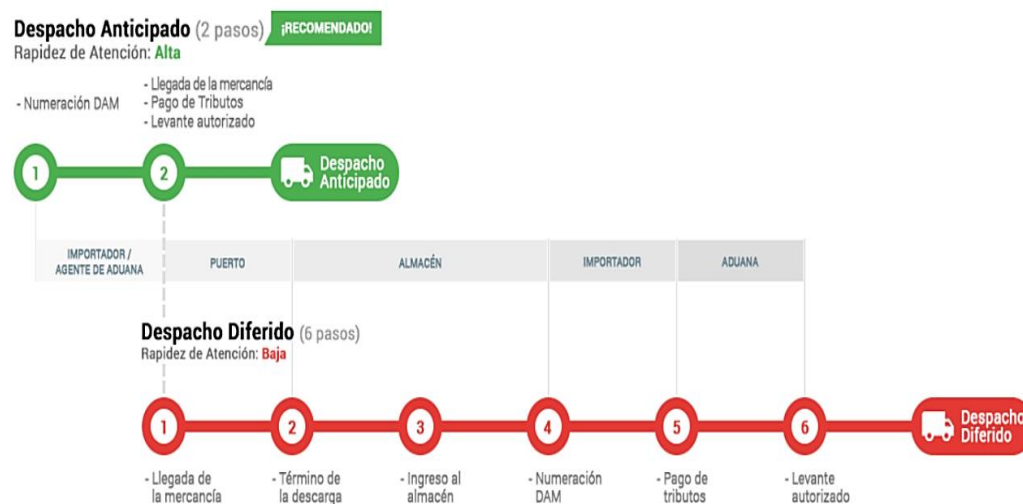 Despacho Anticipado (2 pasos) ¡RECOMENDADO!
Rapidez de Atención: Alta
- Numeración DAM
- Llegada de la mercancía
- Pago de Tributos
- Levante autorizado
1
2
Despacho
Anticipado
IMPORTADOR /
AGENTE DE ADUANA
PUERTO
ALMACÉN
IMPORTADOR
ADUANA
Despacho Diferido (6 pasos)
Rapidez de Atención: Baja
1
2
3
4
5
6
Despacho
Diferido
- Llegada de
la mercancía
- Término de
la descarga
- Ingreso al
almacén
- Numeración
DAM
- Pago de
tributos
- Levante
autorizado